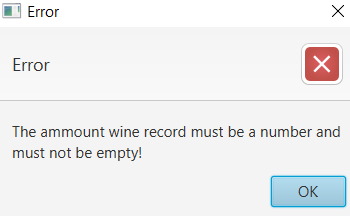 Error
Error
The ammount wine record must be a number and
must not be empty!
OK